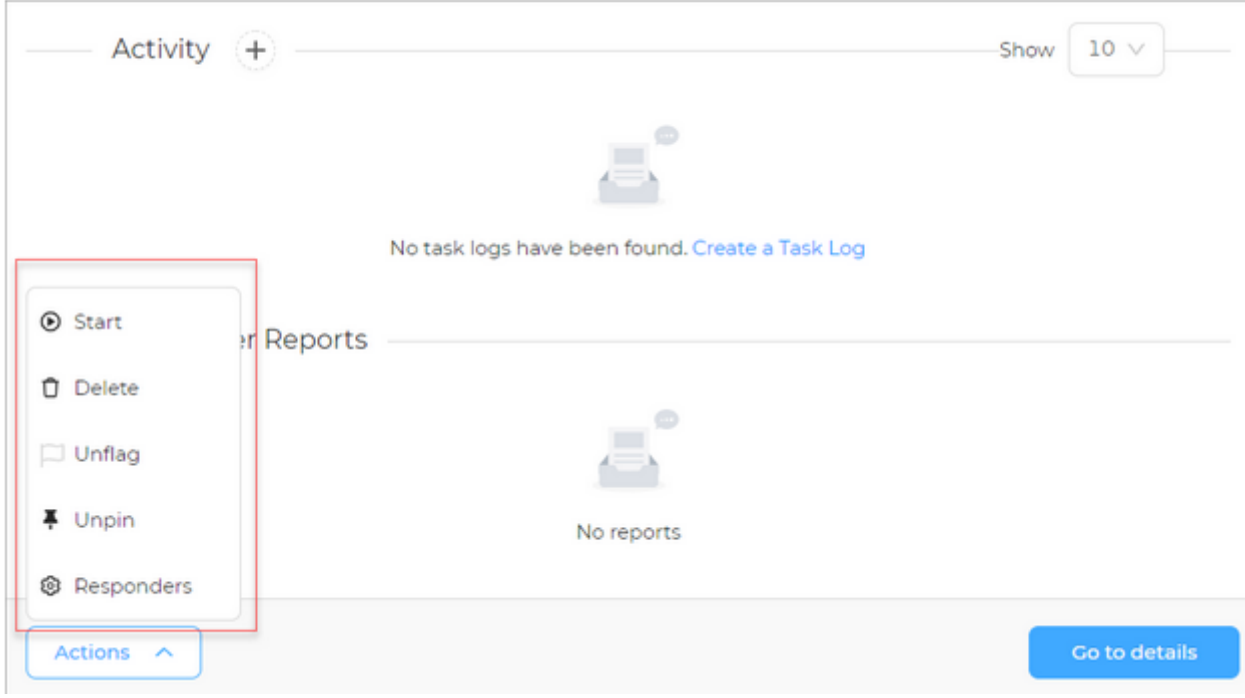 Activity
Show 10
No task logs have been found. Create a Task Log
Start
er Reports
Delete
Unflag
Unpin
No reports
Responders
Actions
Go to details